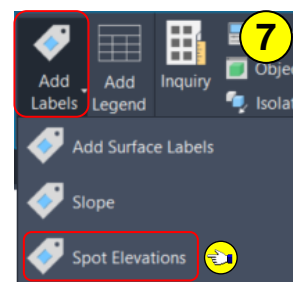 7
Add
Labels
Add
Legend
Inquiry
Add Surface Labels
Slope
Spot Elevations